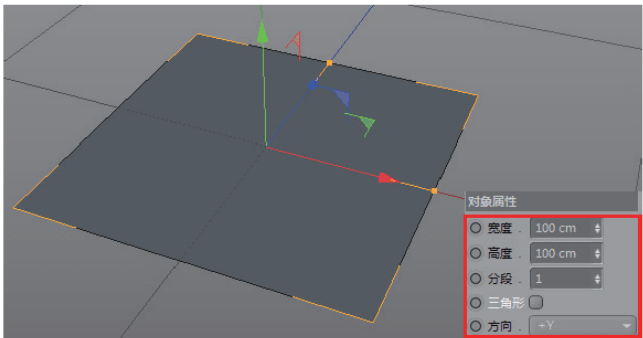 对象属性
宽度 . 100 cm
高度 . 100 cm
分段 . 1
三角形
方向 . +Y